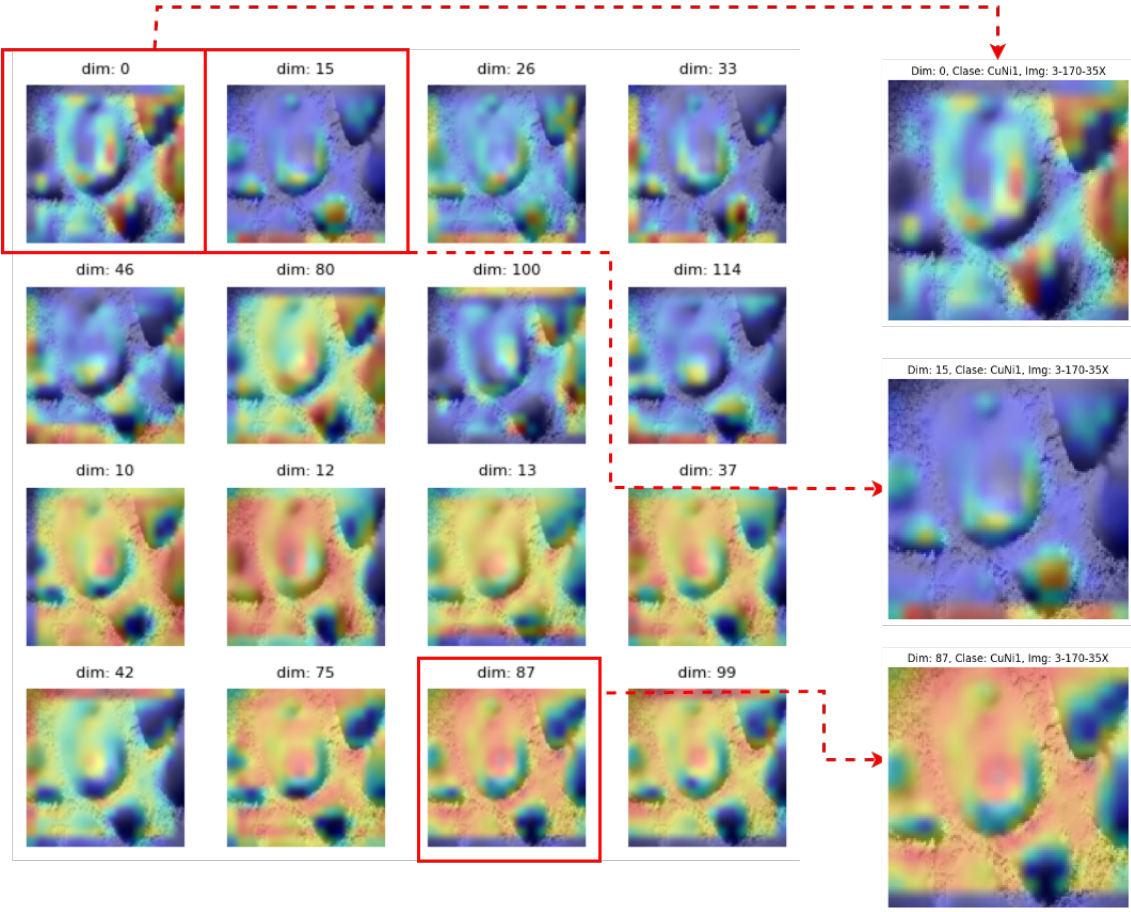 dim: 0
dim: 15
dim: 26
dim: 33
dim: 46
dim: 80
dim: 100
dim: 114
dim: 10
dim: 12
dim: 13
dim: 37
dim: 42
dim: 75
dim: 87
dim: 99
Dim: 0, Clase: CuNi1, Img: 3-170-35X
Dim: 15, Clase: CuNi1, Img: 3-170-35X
Dim: 87, Clase: CuNi1, Img: 3-170-35X